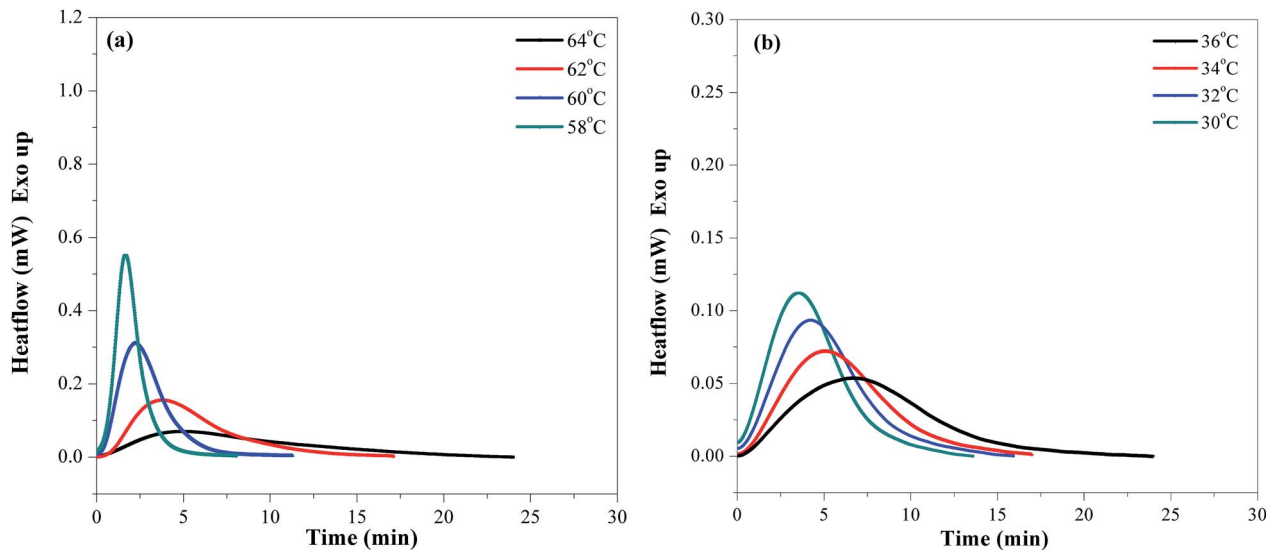 (a)
64°C
62°C
60°C
58°C
1.2
1.0
0.8
0.6
0.4
0.2
0.0
Heatflow (mW) Exo up
0
5
10
15
20
25
30
Time (min)
(b)
36°C
34°C
32°C
30°C
0.30
0.25
0.20
0.15
0.10
0.05
0.00
Heatflow (mW) Exo up
0
5
10
15
20
25
30
Time (min)